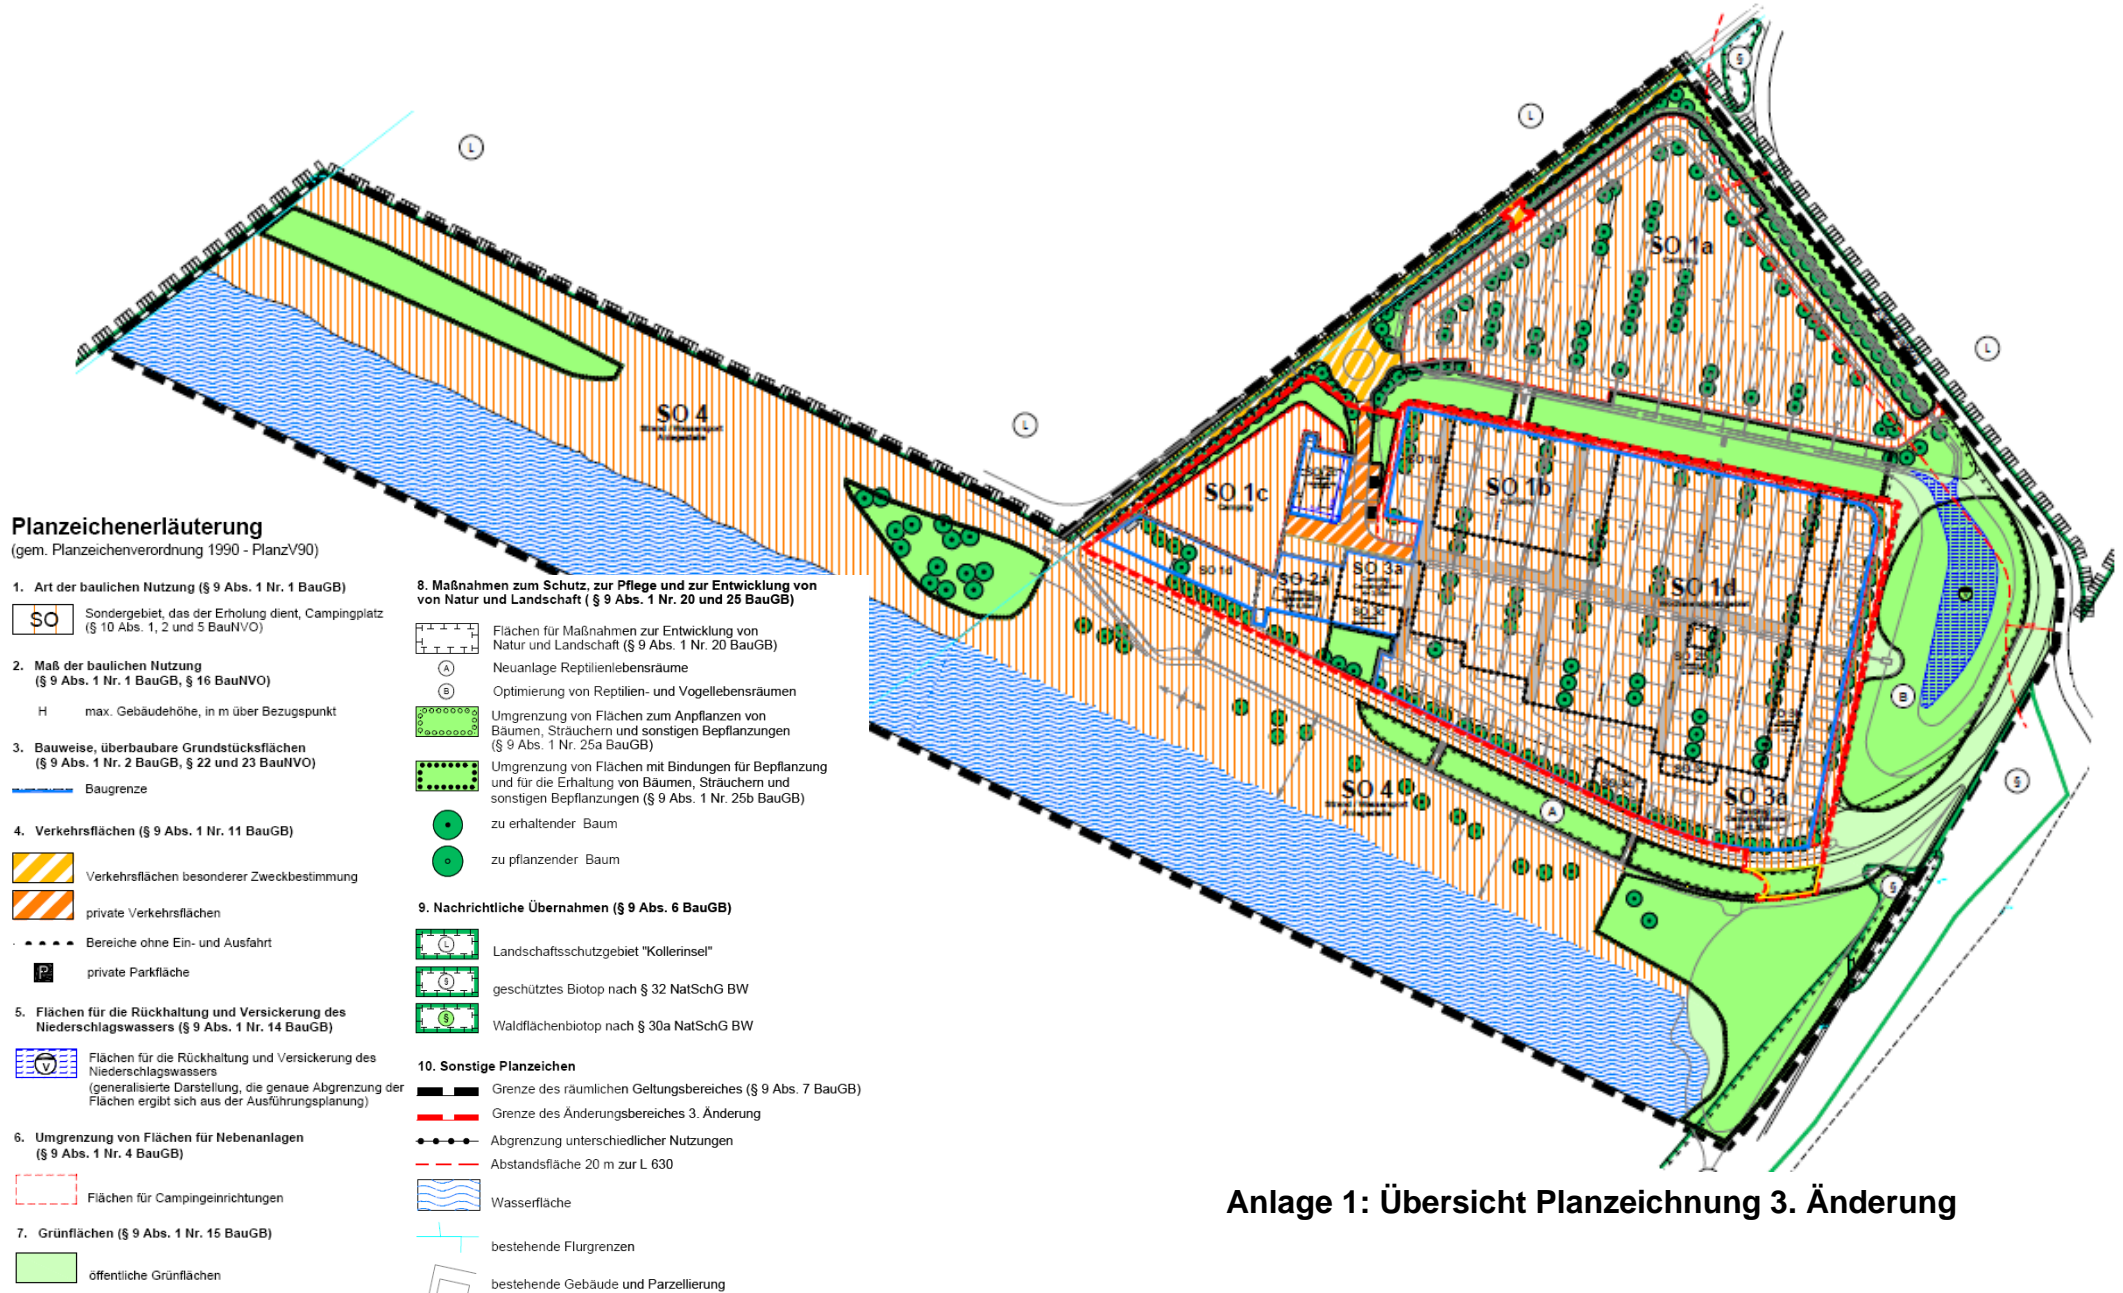 Planzeichenerläuterung
(gem. Planzeichenverordnung 1990 - PlanzV90)
1. Art der baulichen Nutzung (§ 9 Abs. 1 Nr. 1 BauGB)
SO
Sondergebiet, das der Erholung dient, Campingplatz
(§ 10 Abs. 1, 2 und 5 BauNVO)
2. Maß der baulichen Nutzung
(§ 9 Abs. 1 Nr. 1 BauGB, § 16 BauNVO)
H max. Gebäudehöhe, in m über Bezugspunkt
3. Bauweise, überbaubare Grundstücksflächen
(§ 9 Abs. 1 Nr. 2 BauGB, § 22 und 23 BauNVO)
Baugrenze
4. Verkehrsflächen (§ 9 Abs. 1 Nr. 11 BauGB)
Verkehrsflächen besonderer Zweckbestimmung
private Verkehrsflächen
Bereiche ohne Ein- und Ausfahrt
P private Parkfläche
5. Flächen für die Rückhaltung und Versickerung des
Niederschlagswassers (§ 9 Abs. 1 Nr. 14 BauGB)
V
Flächen für die Rückhaltung und Versickerung des
Niederschlagswassers
(generalisierte Darstellung, die genaue Abgrenzung der
Flächen ergibt sich aus der Ausführungsplanung)
6. Umgrenzung von Flächen für Nebenanlagen
(§ 9 Abs. 1 Nr. 4 BauGB)
Flächen für Campingeinrichtungen
7. Grünflächen (§ 9 Abs. 1 Nr. 15 BauGB)
öffentliche Grünflächen
8. Maßnahmen zum Schutz, zur Pflege und zur Entwicklung von
von Natur und Landschaft ( § 9 Abs. 1 Nr. 20 und 25 BauGB)
Flächen für Maßnahmen zur Entwicklung von
Natur und Landschaft (§ 9 Abs. 1 Nr. 20 BauGB)
A Neuanlage Reptilienlebensräume
B Optimierung von Reptilien- und Vogellebensräumen
Umgrenzung von Flächen zum Anpflanzen von
Bäumen, Sträuchern und sonstigen Bepflanzungen
(§ 9 Abs. 1 Nr. 25a BauGB)
Umgrenzung von Flächen mit Bindungen für Bepflanzung
und für die Erhaltung von Bäumen, Sträuchern und
sonstigen Bepflanzungen (§ 9 Abs. 1 Nr. 25b BauGB)
zu erhaltender Baum
zu pflanzender Baum
9. Nachrichtliche Übernahmen (§ 9 Abs. 6 BauGB)
L Landschaftsschutzgebiet "Kollerinsel"
§ geschütztes Biotop nach § 32 NatSchG BW
§ Waldflächenbiotop nach § 30a NatSchG BW
10. Sonstige Planzeichen
Grenze des räumlichen Geltungsbereiches (§ 9 Abs. 7 BauGB)
Grenze des Änderungsbereiches 3. Änderung
Abgrenzung unterschiedlicher Nutzungen
Abstandsfläche 20 m zur L 630
Wasserfläche
bestehende Flurgrenzen
bestehende Gebäude und Parzellierung
L
L
§
SO 1a
Camping
L
L
SO 4
Strand / Wassersport
Anlegestelle
SO 1c
Camping
SO 1d
SO 1b
Camping
SO 1d
SO 2a
SO 3a
SO 1d
SO 4
Strand / Wassersport
Anlegestelle
SO 3a
A
B
§
§
Anlage 1: Übersicht Planzeichnung 3. Änderung